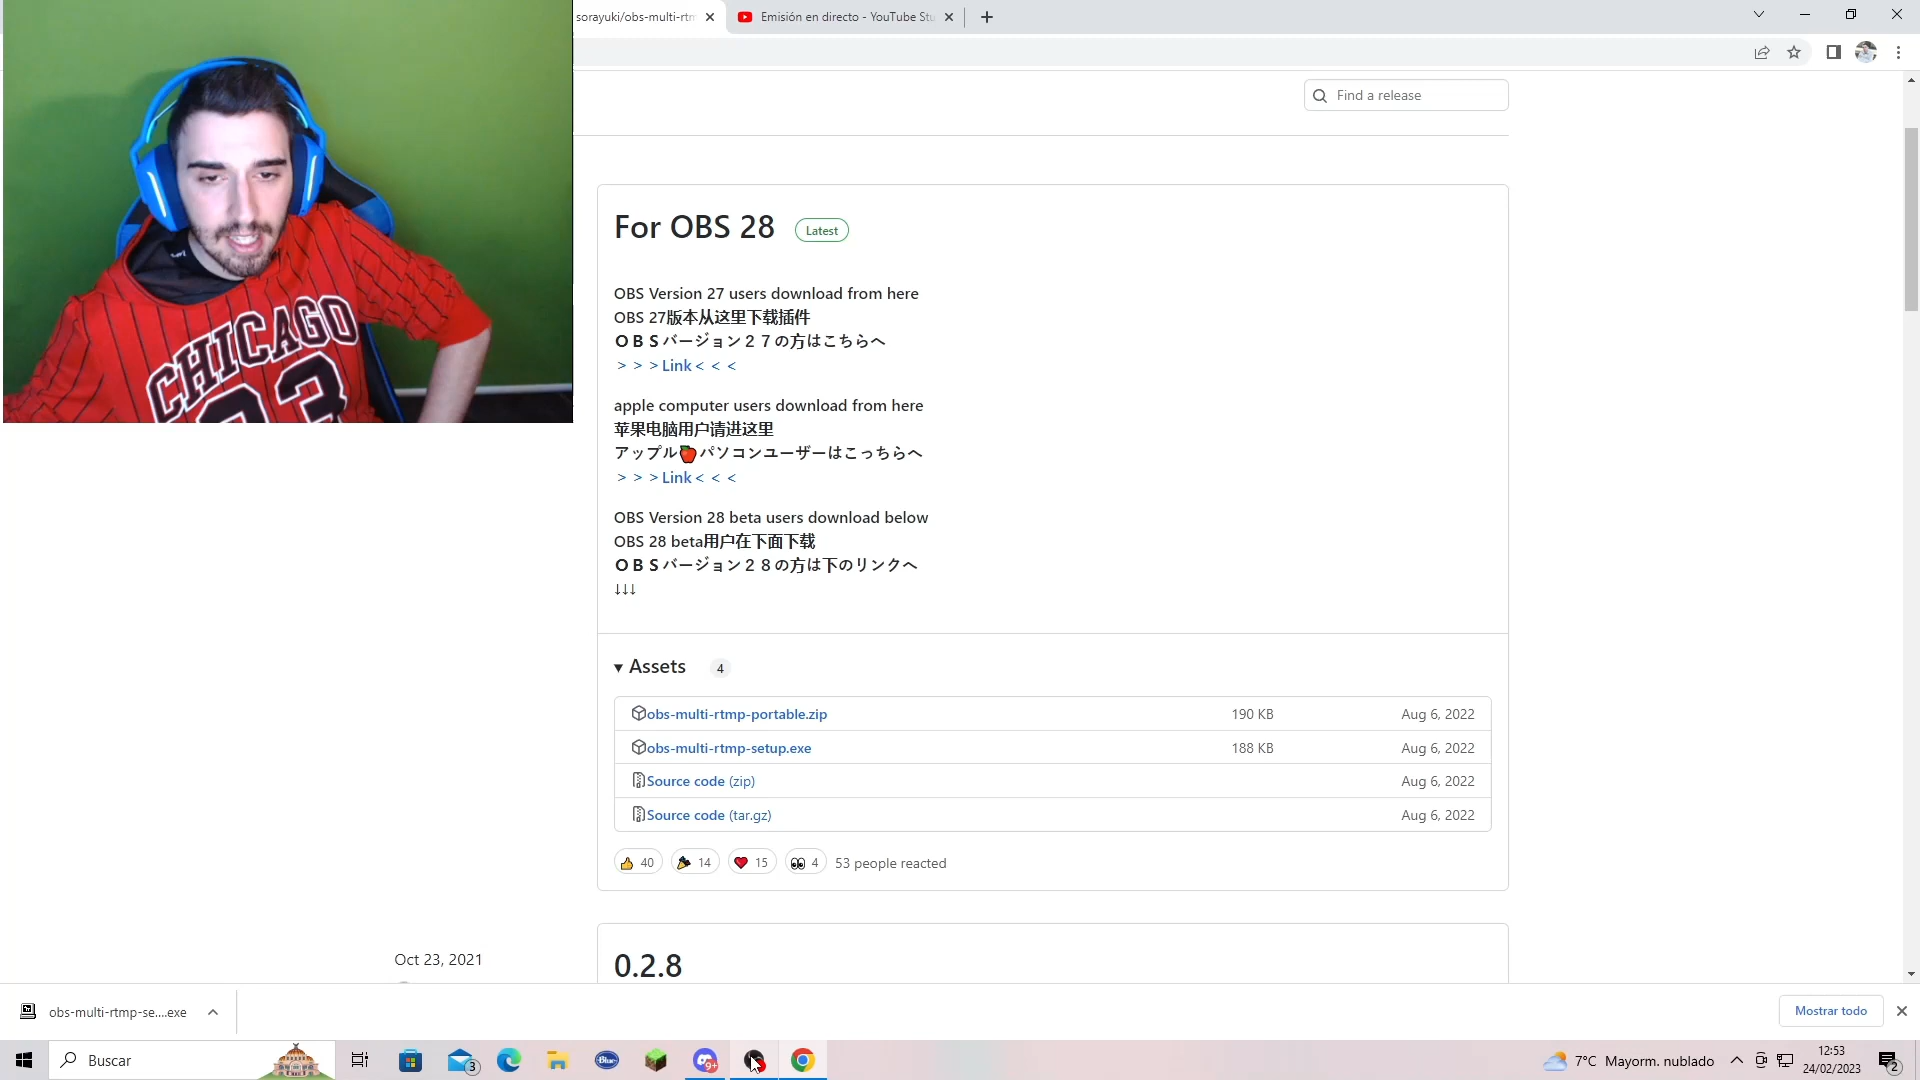 sorayuki/obs-multi-rtm
Emisión en directo - YouTube Stu
Find a release
For OBS 28
Latest
OBS Version 27 users download from here
OBS 27版本从这里下载插件
ＯＢＳバージョン２７の方はこちらへ
＞＞＞Link＜＜＜
apple computer users download from here
苹果电脑用户请进这里
アップル🍎パソコンユーザーはこっちらへ
＞＞＞Link＜＜＜
OBS Version 28 beta users download below
OBS 28 beta用户在下面下载
ＯＢＳバージョン２８の方は下のリンクへ
↓↓↓
Assets 4
obs-multi-rtmp-portable.zip 190 KB Aug 6, 2022
obs-multi-rtmp-setup.exe 188 KB Aug 6, 2022
Source code (zip) Aug 6, 2022
Source code (tar.gz) Aug 6, 2022
40 14 15 4 53 people reacted
Oct 23, 2021
0.2.8
CHICAGO
23
obs-multi-rtmp-se....exe
Mostrar todo
Buscar
3
Blue
9+
7°C Mayorm. nublado
12:53
24/02/2023
2